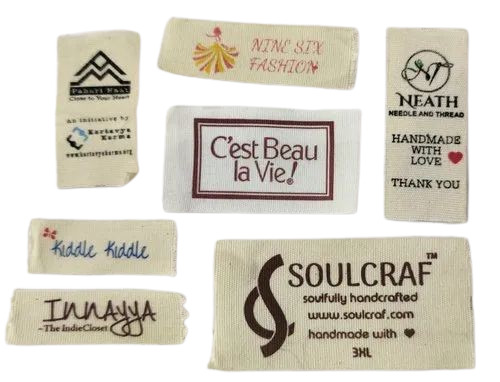 Pahari Haat
Close to Your Heart
an initiative by
Kartavya
Karma
www.kartavyakarma.org
NINE SIX
FASHION
C'est Beau
la Vie!
NT
NEATH
NEEDLE AND THREAD
HANDMADE
WITH
LOVE
THANK YOU
Kiddle Kiddle
INNAYYA
~The IndieCloset
SOULCRAF™
soulfully handcrafted
www.soulcraf.com
handmade with
3XL